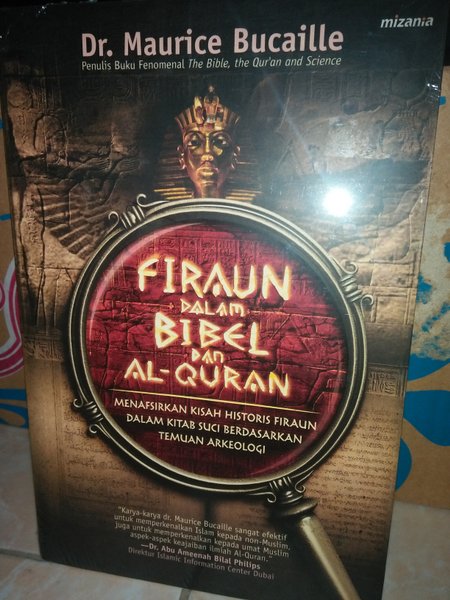 mizania
Dr. Maurice Bucaille
Penulis Buku Fenomenal The Bible, the Qur'an and Science
FIRAUN
DALAM
BIBEL
DAN
AL-QURAN
MENAFSIRKAN KISAH HISTORIS FIRAUN
DALAM KITAB SUCI BERDASARKAN
TEMUAN ARKEOLOGI
"Karya-karya dr. Maurice Bucaille sangat efektif
untuk memperkenalkan Islam kepada non-Muslim,
juga untuk memperkenalkan kepada umat Muslim
aspek-aspek keajaiban ilmiah Al-Quran."
—Dr. Abu Ameenah Bilal Philips
Direktur Islamic Information Center Dubai